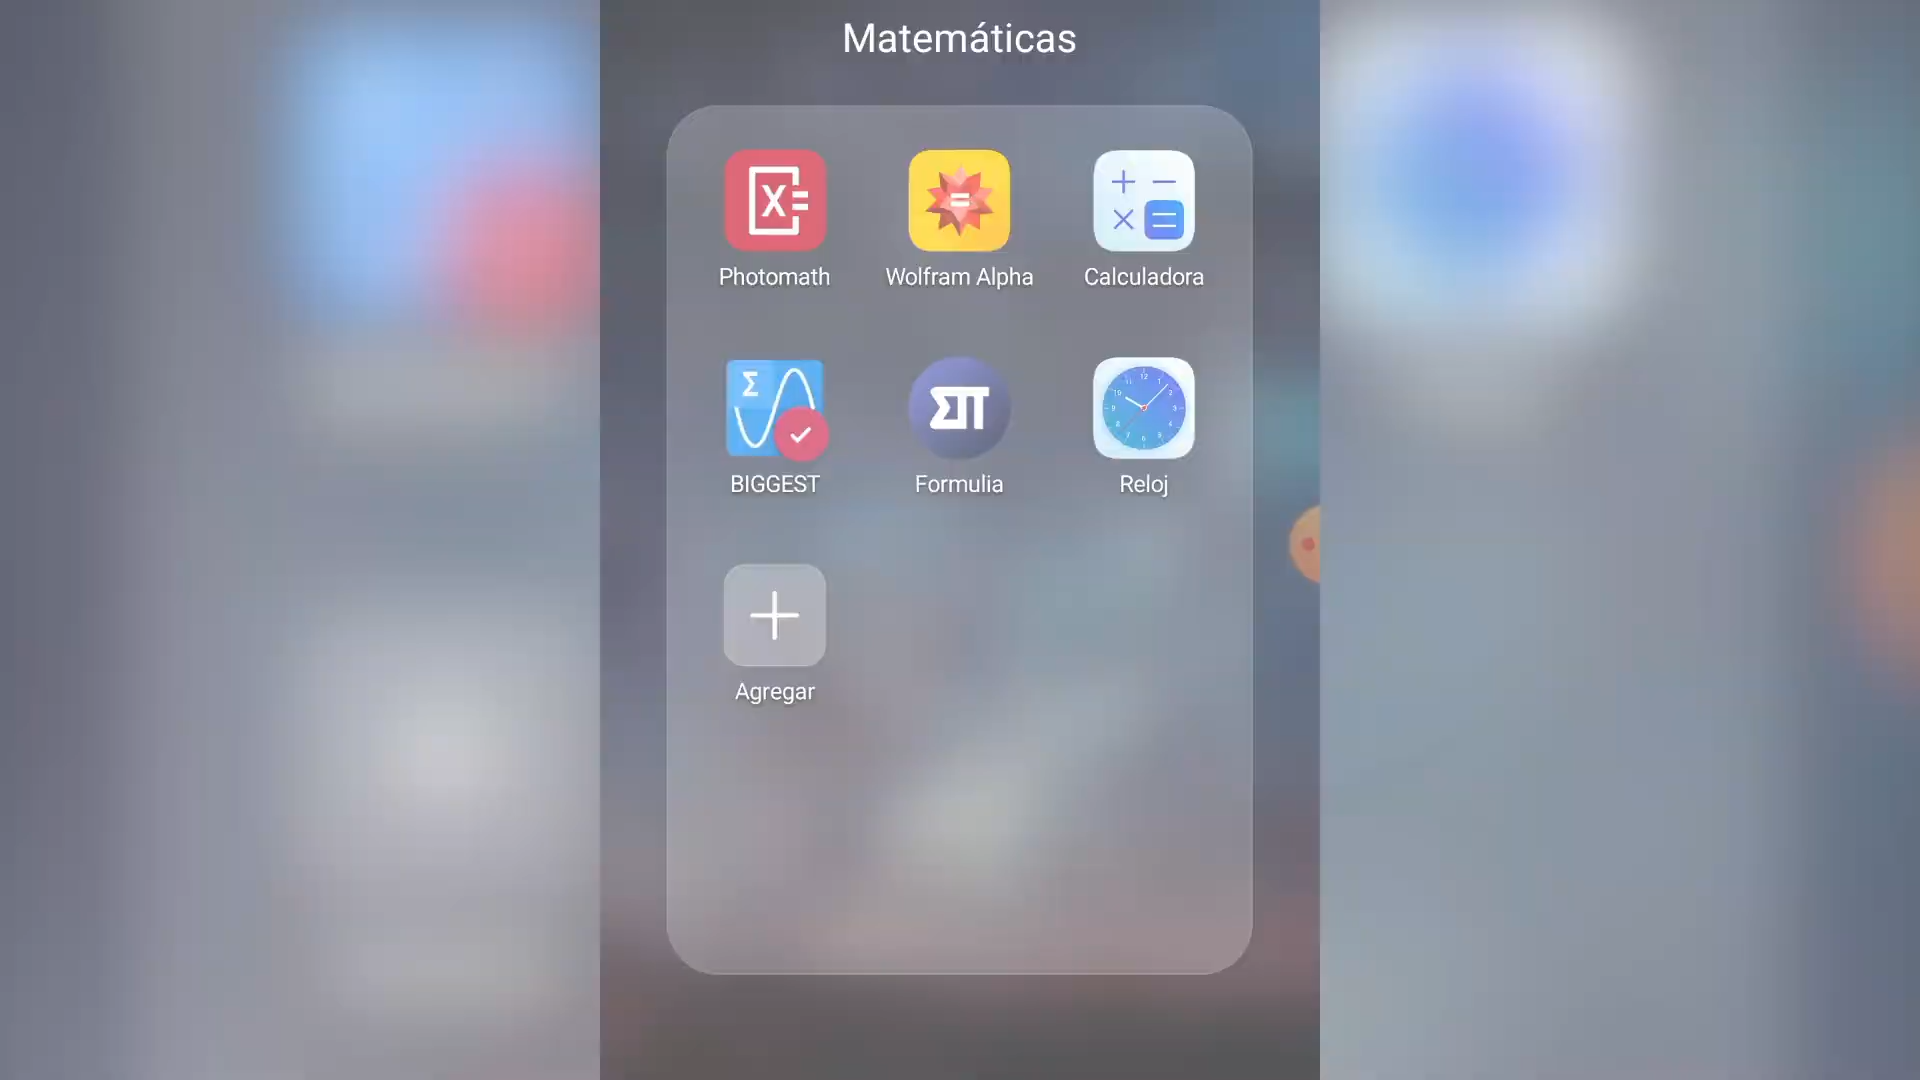 Matemáticas
Photomath
Wolfram Alpha
Calculadora
BIGGEST
Formulia
Reloj
Agregar